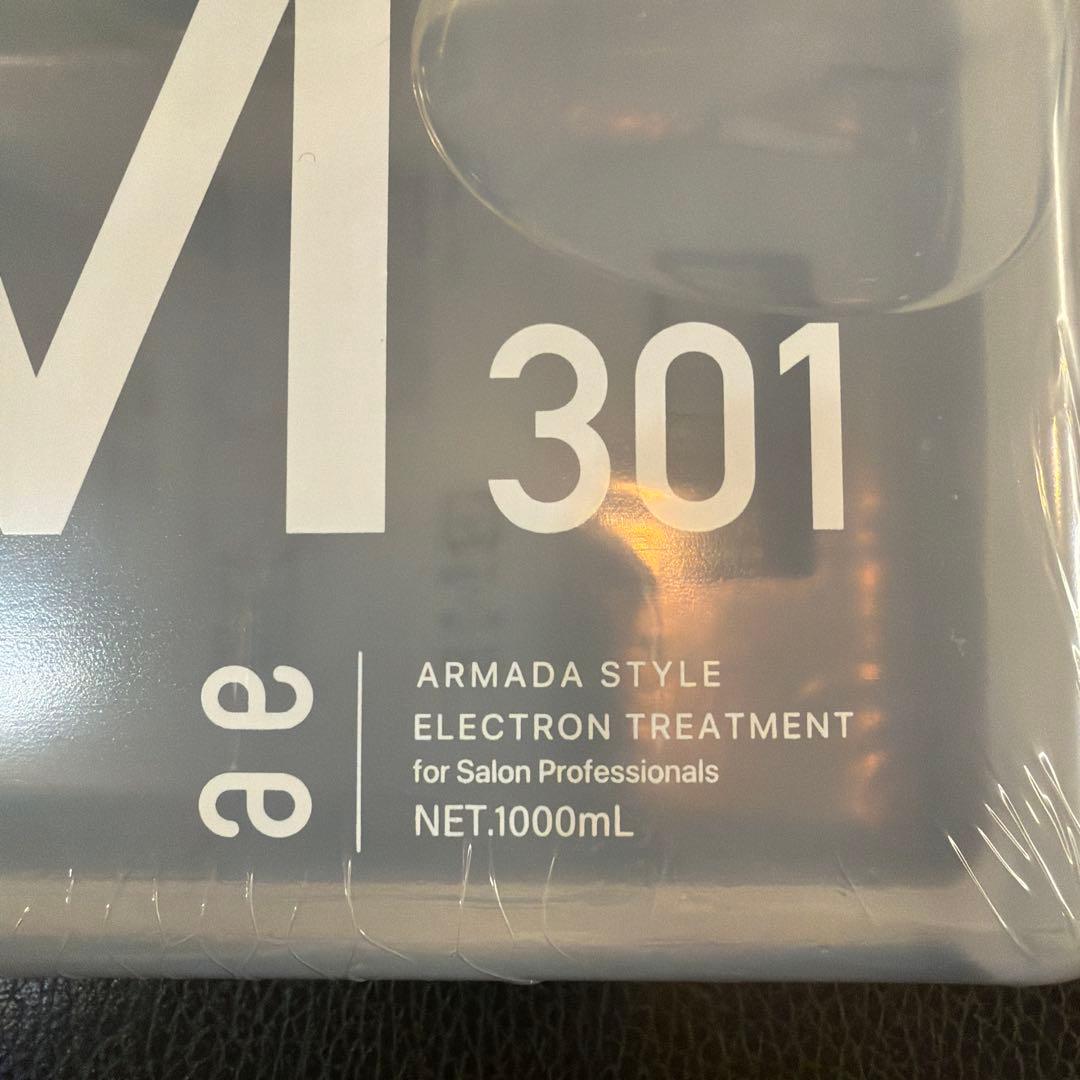 M
301
ae
ARMADA STYLE
ELECTRON TREATMENT
for Salon Professionals
NET.1000mL